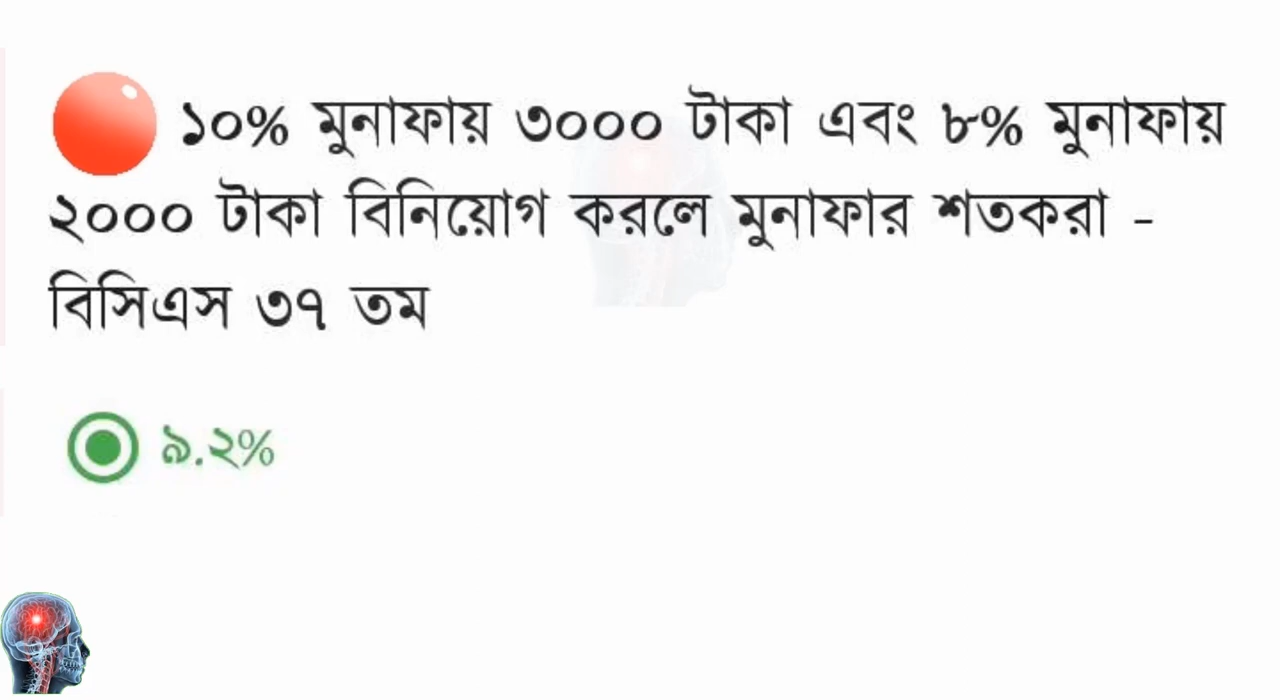 ১০% মুনাফায় ৩০০০ টাকা এবং ৮% মুনাফায়
২০০০ টাকা বিনিয়োগ করলে মুনাফার শতকরা -
বিসিএস ৩৭ তম
৯.২%